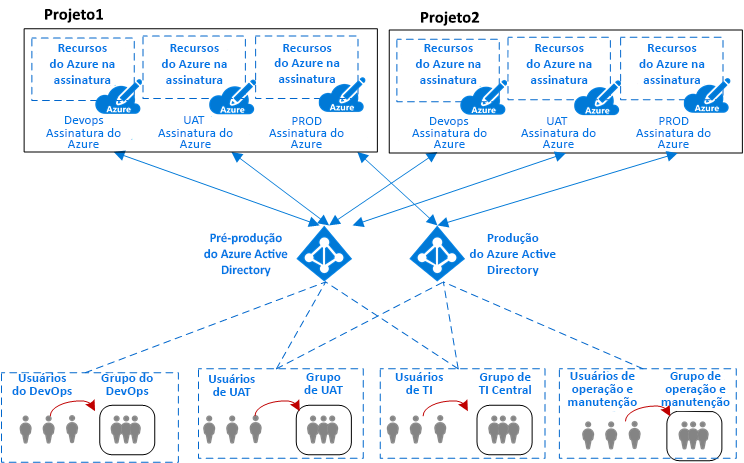 Projeto1
Projeto2
Recursos
do Azure na
assinatura
Azure
Devops
Assinatura do
Azure
Recursos
do Azure na
assinatura
Azure
UAT
Assinatura do
Azure
Recursos
do Azure na
assinatura
Azure
PROD
Assinatura do
Azure
Recursos
do Azure na
assinatura
Azure
Devops
Assinatura do
Azure
Recursos
do Azure na
assinatura
Azure
UAT
Assinatura do
Azure
Recursos
do Azure na
assinatura
Azure
PROD
Assinatura do
Azure
Pré-produção
do Azure Active
Directory
Produção
do Azure Active
Directory
Usuários
do DevOps
Grupo do
DevOps
Usuários
de UAT
Grupo
de UAT
Usuários
de TI
Grupo de
TI Central
Usuários de
operação e
manutenção
Grupo de
operação e
manutenção